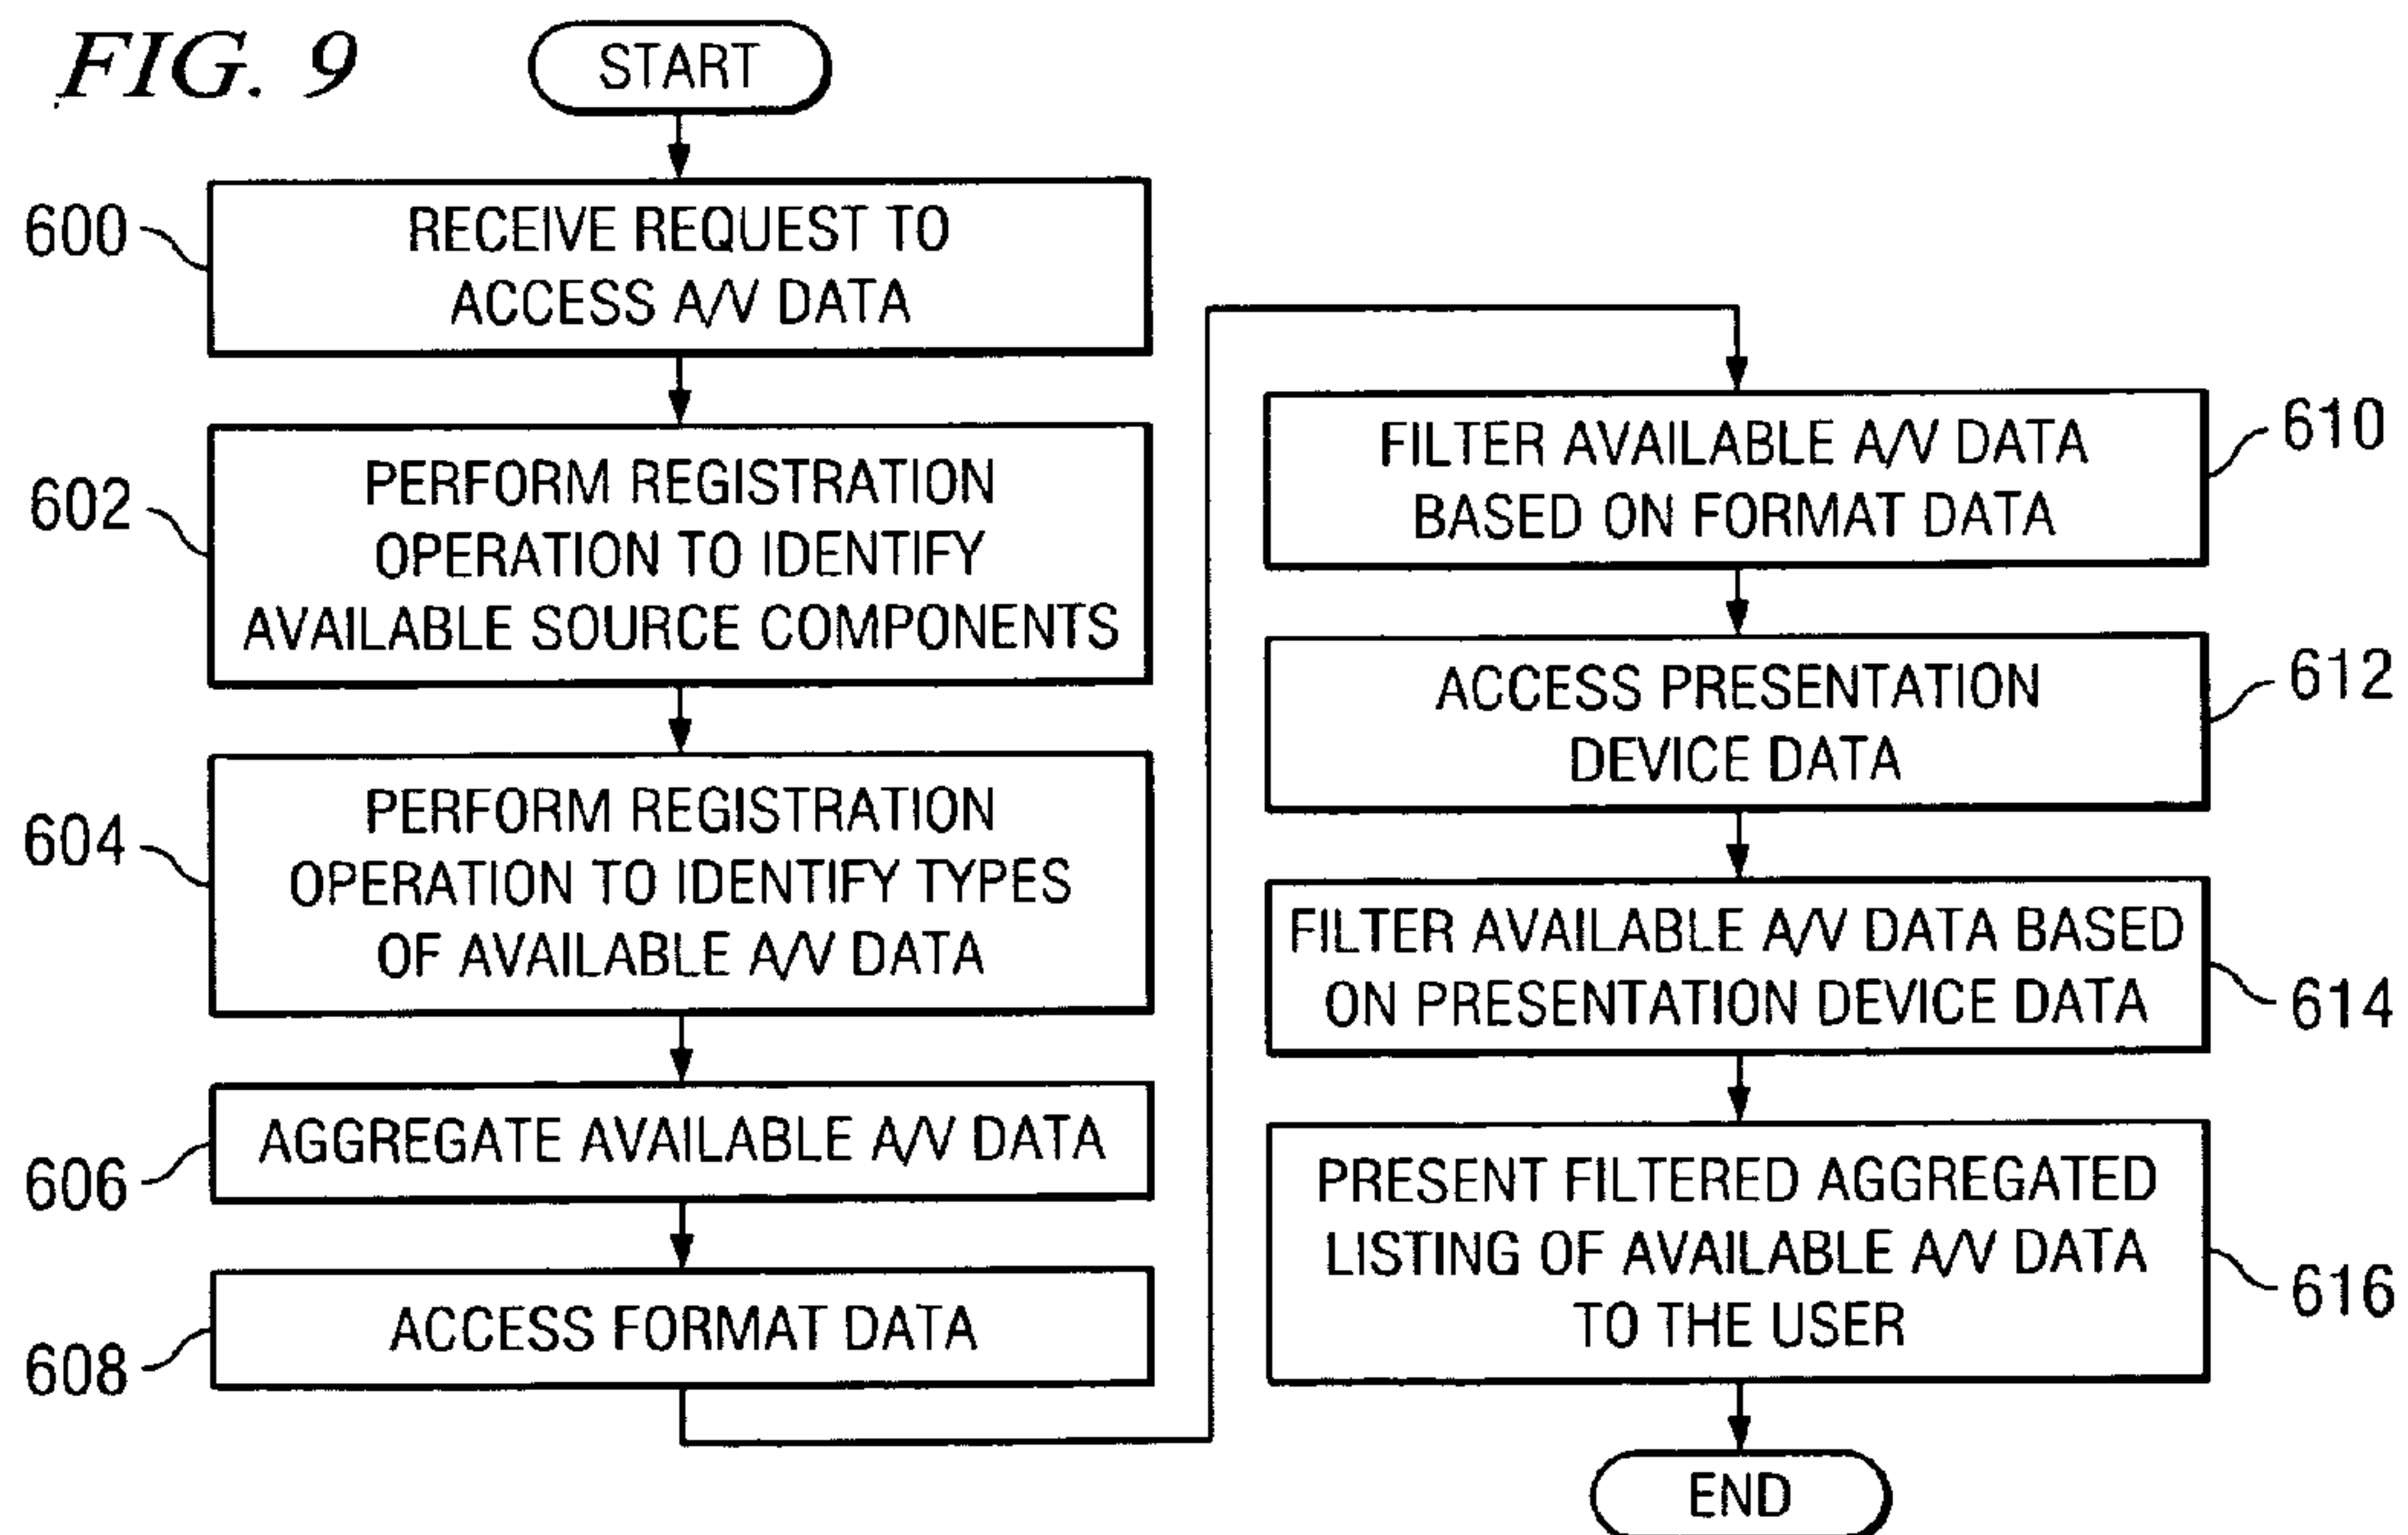 FIG. 9
START
600
RECEIVE REQUEST TO
ACCESS A/V DATA
602
PERFORM REGISTRATION
OPERATION TO IDENTIFY
AVAILABLE SOURCE COMPONENTS
604
PERFORM REGISTRATION
OPERATION TO IDENTIFY TYPES
OF AVAILABLE A/V DATA
606
AGGREGATE AVAILABLE A/V DATA
608
ACCESS FORMAT DATA
610
FILTER AVAILABLE A/V DATA
BASED ON FORMAT DATA
612
ACCESS PRESENTATION
DEVICE DATA
614
FILTER AVAILABLE A/V DATA BASED
ON PRESENTATION DEVICE DATA
616
PRESENT FILTERED AGGREGATED
LISTING OF AVAILABLE A/V DATA
TO THE USER
END